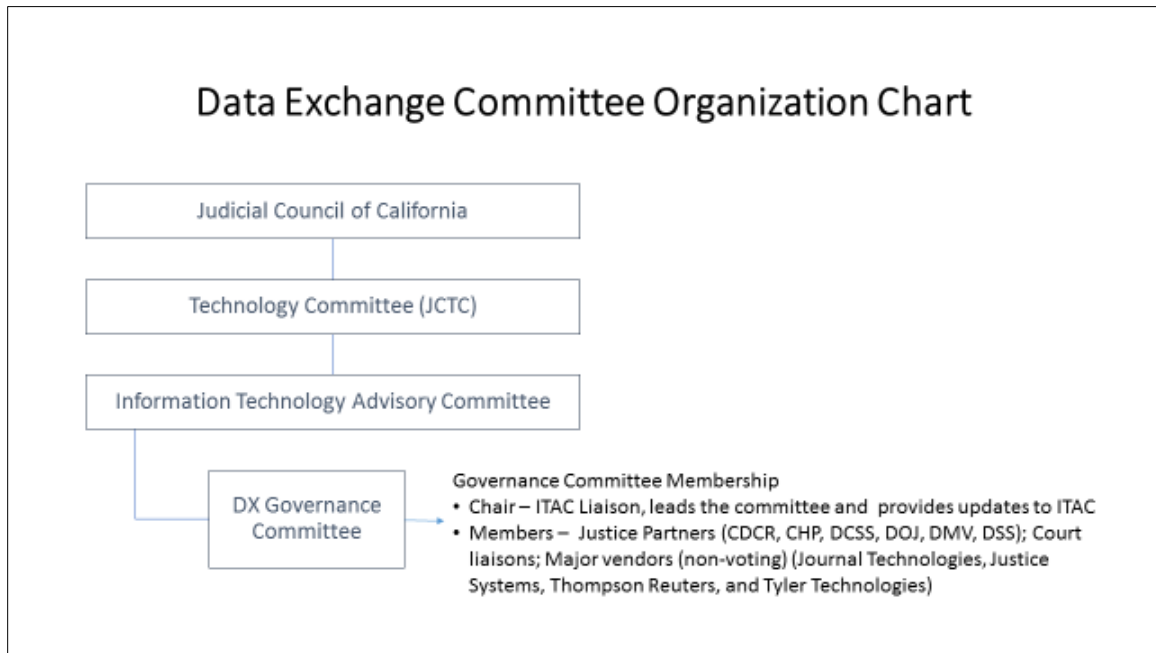 Data Exchange Committee Organization Chart
Judicial Council of California
Technology Committee (JCTC)
Information Technology Advisory Committee
DX Governance
Committee
Governance Committee Membership
• Chair – ITAC Liaison, leads the committee and provides updates to ITAC
• Members – Justice Partners (CDCR, CHP, DCSS, DOJ, DMV, DSS); Court
liaisons; Major vendors (non-voting) (Journal Technologies, Justice
Systems, Thompson Reuters, and Tyler Technologies)